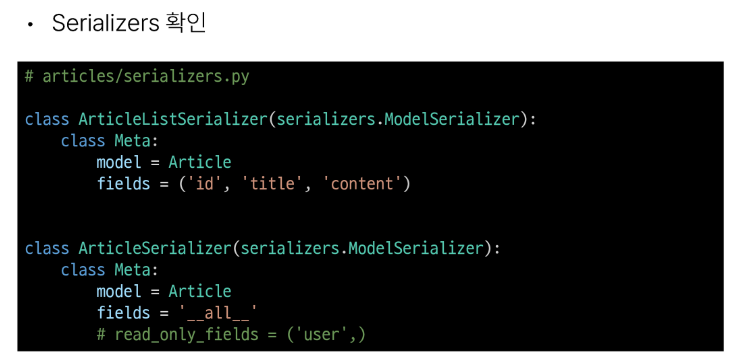 • Serializers 확인
# articles/serializers.py
class ArticleListSerializer(serializers.ModelSerializer):
    class Meta:
        model = Article
        fields = ('id', 'title', 'content')
class ArticleSerializer(serializers.ModelSerializer):
    class Meta:
        model = Article
        fields = '__all__'
        # read_only_fields = ('user',)